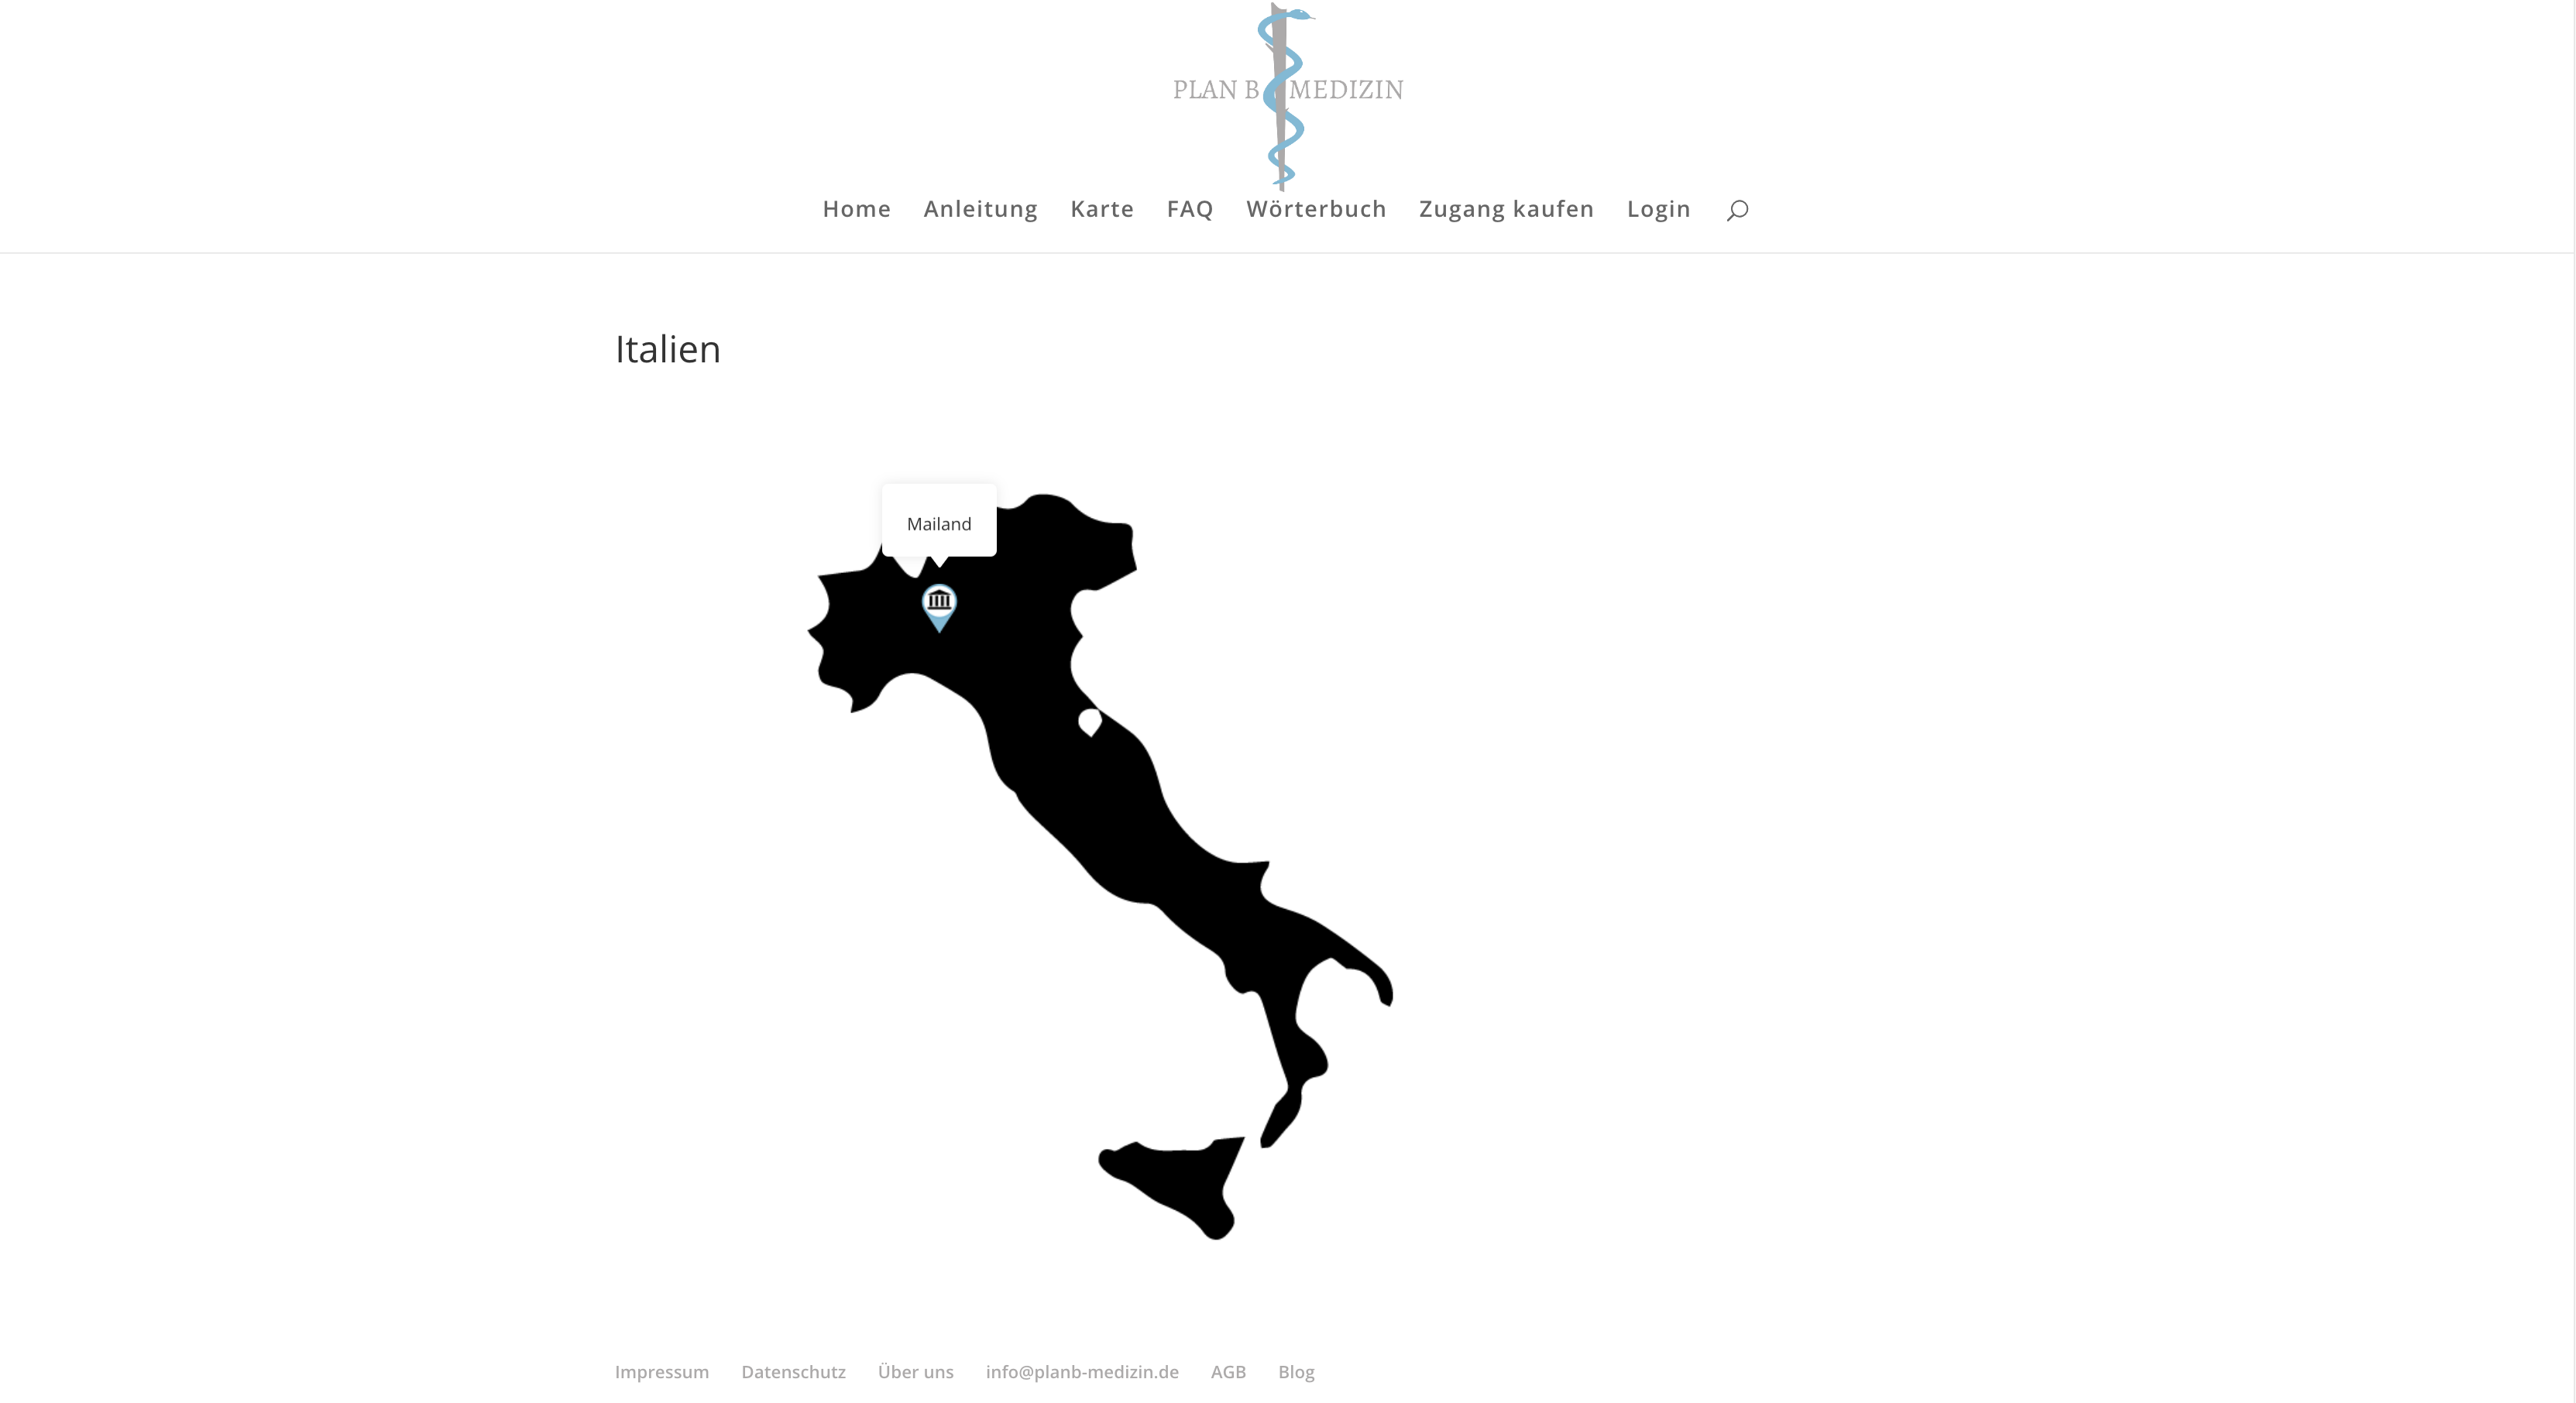 PLAN B MEDIZIN
Home Anleitung Karte FAQ Wörterbuch Zugang kaufen Login
Italien
Mailand
Impressum Datenschutz Über uns info@planb-medizin.de AGB Blog